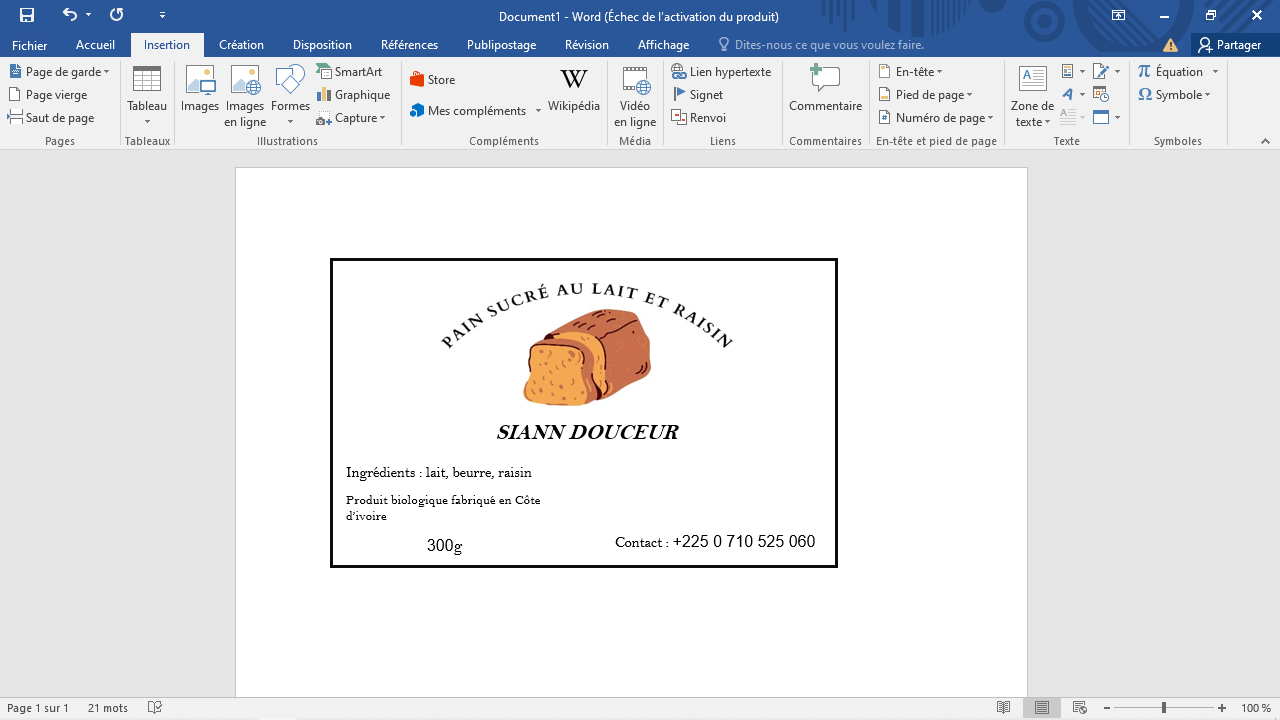 Document1 - Word (Échec de l'activation du produit)
Fichier Accueil Insertion Création Disposition Références Publipostage Révision Affichage Dites-nous ce que vous voulez faire. Partager
Page de garde
Page vierge
Saut de page
Pages
Tableau
Tableaux
Images
Images en ligne
Formes
SmartArt
Graphique
Capture
Illustrations
Store
Mes compléments
Wikipédia
Compléments
Vidéo en ligne
Média
Lien hypertexte
Signet
Renvoi
Liens
Commentaire
Commentaires
En-tête
Pied de page
Numéro de page
En-tête et pied de page
Zone de texte
Texte
Équation
Symbole
Symboles
PAIN SUCRÉ AU LAIT ET RAISIN
SIANN DOUCEUR
Ingrédients : lait, beurre, raisin
Produit biologique fabriqué en Côte
d'ivoire
300g
Contact : +225 0 710 525 060
Page 1 sur 1 21 mots 100 %